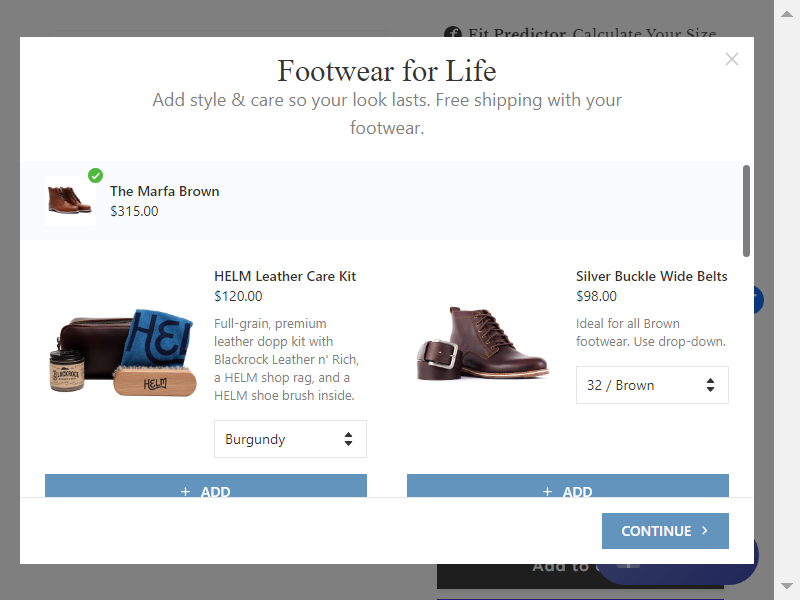 Fit Predictor Calculate Your Size
Footwear for Life
Add style & care so your look lasts. Free shipping with your
footwear.
The Marfa Brown
$315.00
HELM Leather Care Kit
$120.00
Full-grain, premium
leather dopp kit with
Blackrock Leather n' Rich,
a HELM shop rag, and a
HELM shoe brush inside.
Burgundy
+ ADD
Silver Buckle Wide Belts
$98.00
Ideal for all Brown
footwear. Use drop-down.
32 / Brown
+ ADD
HELM
BLACKROCK
HELM
CONTINUE
Add to